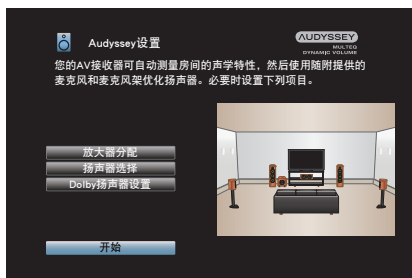 Audyssey设置
AUDYSSEY
MULTEQ
DYNAMIC VOLUME
您的AV接收器可自动测量房间的声学特性，然后使用随附提供的
麦克风和麦克风架优化扬声器。必要时设置下列项目。
放大器分配
扬声器选择
Dolby扬声器设置
开始